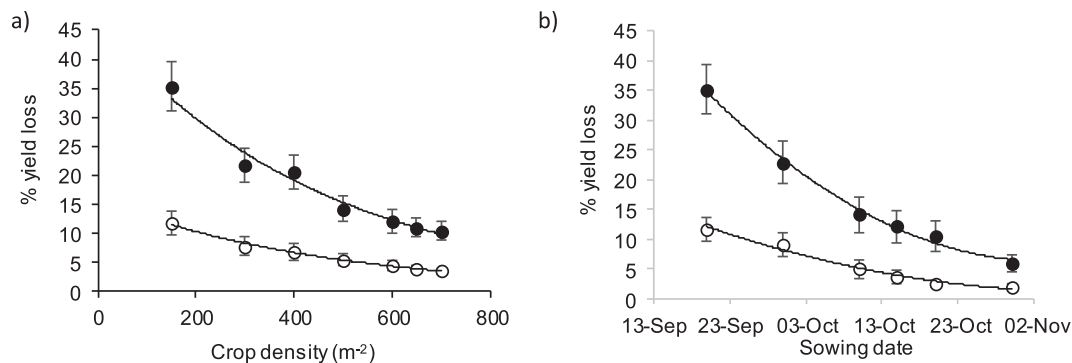 a)
45
40
35
30
25
20
15
10
5
0
% yield loss
0 200 400 600 800
Crop density (m-2)
b)
45
40
35
30
25
20
15
10
5
0
% yield loss
13-Sep 23-Sep 03-Oct 13-Oct 23-Oct 02-Nov
Sowing date